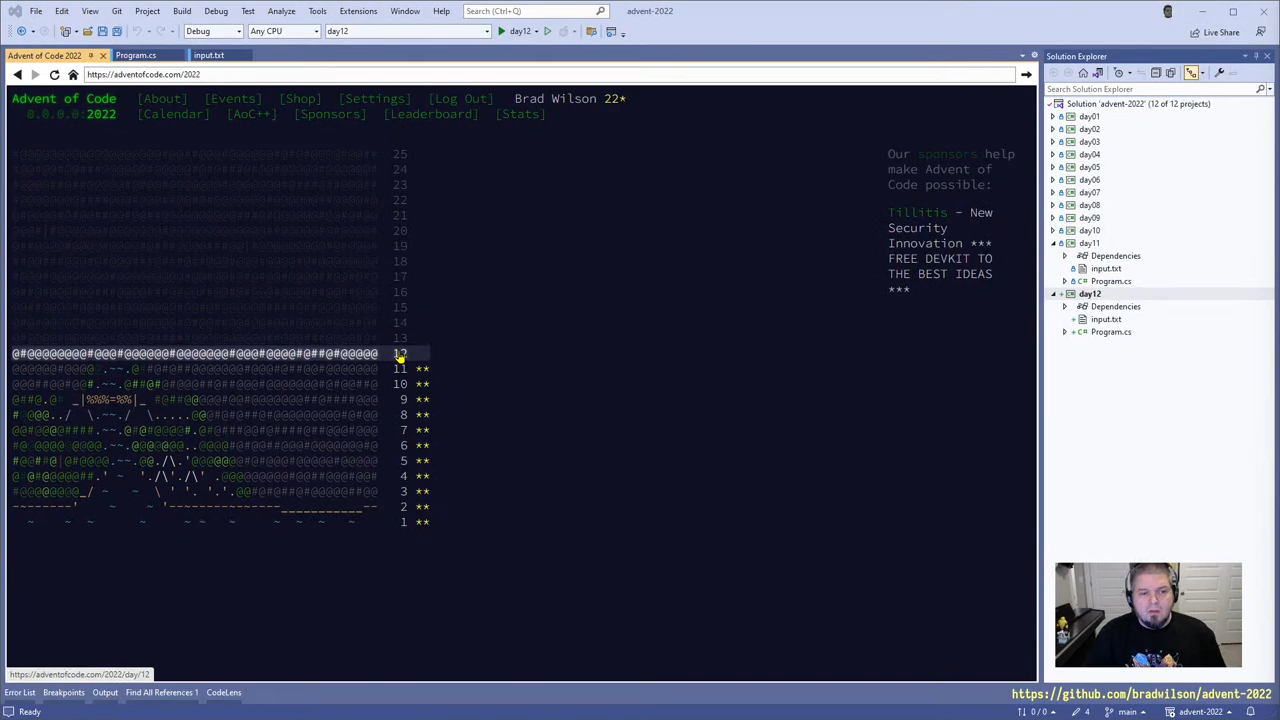 File Edit View Git Project Build Debug Test Analyze Tools Extensions Window Help Search (Ctrl+Q) advent-2022
Debug Any CPU day12 day12 Live Share
Advent of Code 2022 Program.cs input.txt
https://adventofcode.com/2022
Advent of Code [About] [Events] [Shop] [Settings] [Log Out] Brad Wilson 22*
0.0.0.0:2022 [Calendar] [AoC++] [Sponsors] [Leaderboard] [Stats]
25
24
23
22
21
20
19
18
17
16
15
14
13
12
11 **
10 **
9 **
8 **
7 **
6 **
5 **
4 **
3 **
2 **
1 **
Our sponsors help
make Advent of
Code possible:
Tillitis - New
Security
Innovation ***
FREE DEVKIT TO
THE BEST IDEAS
***
Solution Explorer
Search Solution Explorer
Solution 'advent-2022' (12 of 12 projects)
day01
day02
day03
day04
day05
day06
day07
day08
day09
day10
day11
Dependencies
input.txt
C# Program.cs
day12
Dependencies
input.txt
C# Program.cs
https://adventofcode.com/2022/day/12
Error List Breakpoints Output Find All References 1 CodeLens
https://github.com/bradwilson/advent-2022
Ready 0 / 0 4 main advent-2022